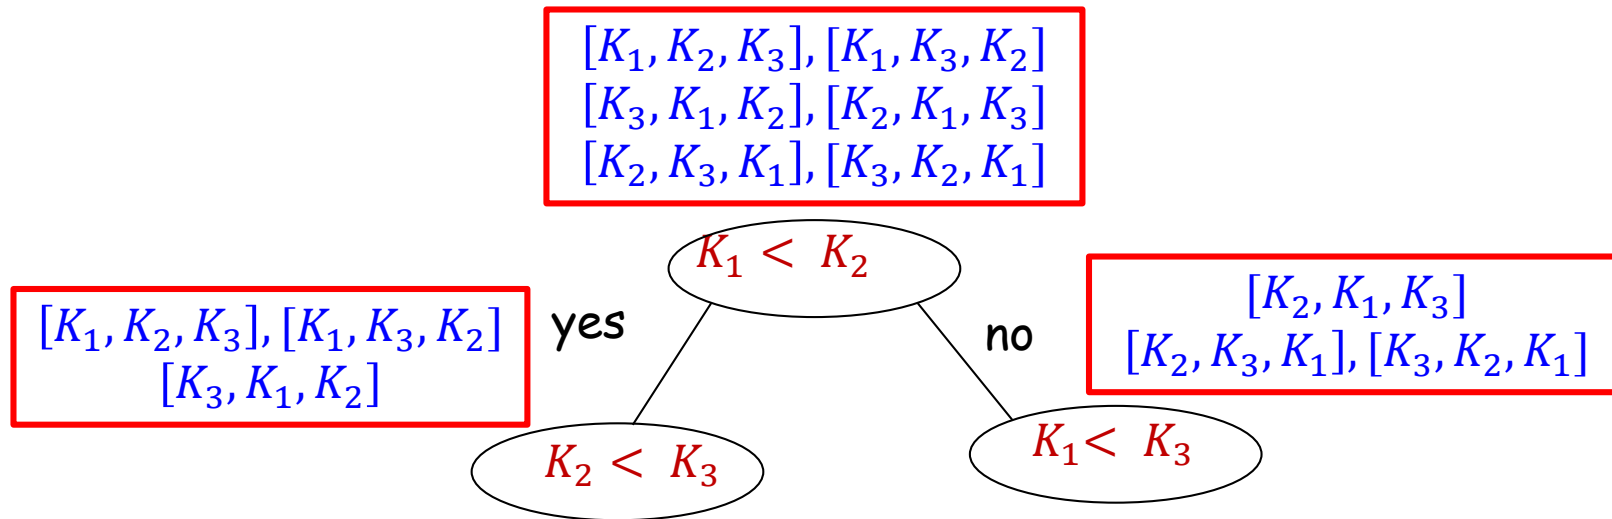 [K₁, K₂, K₃], [K₁, K₃, K₂]
[K₃, K₁, K₂], [K₂, K₁, K₃]
[K₂, K₃, K₁], [K₃, K₂, K₁]
K₁ < K₂
[K₁, K₂, K₃], [K₁, K₃, K₂]
[K₃, K₁, K₂]
yes
no
[K₂, K₁, K₃]
[K₂, K₃, K₁], [K₃, K₂, K₁]
K₂ < K₃
K₁< K₃